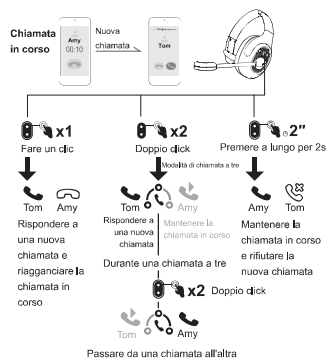 Chiamata
in corso
Amy
00:10
Nuova
chiamata
Tom
x1
x2
2″
Fare un clic
Doppio click
Premere a lungo per 2s
Modalità di chiamata a tre
Tom Amy
Tom Amy
Amy Tom
Rispondere a
una nuova
chiamata e
riagganciare la
chiamata in
corso
Rispondere a
una nuova
chiamata
Mantenere la
chiamata in corso
Mantenere la
chiamata in corso
e rifiutare la
nuova chiamata
Durante una chiamata a tre
x2 Doppio click
Tom Amy
Passare da una chiamata all'altra